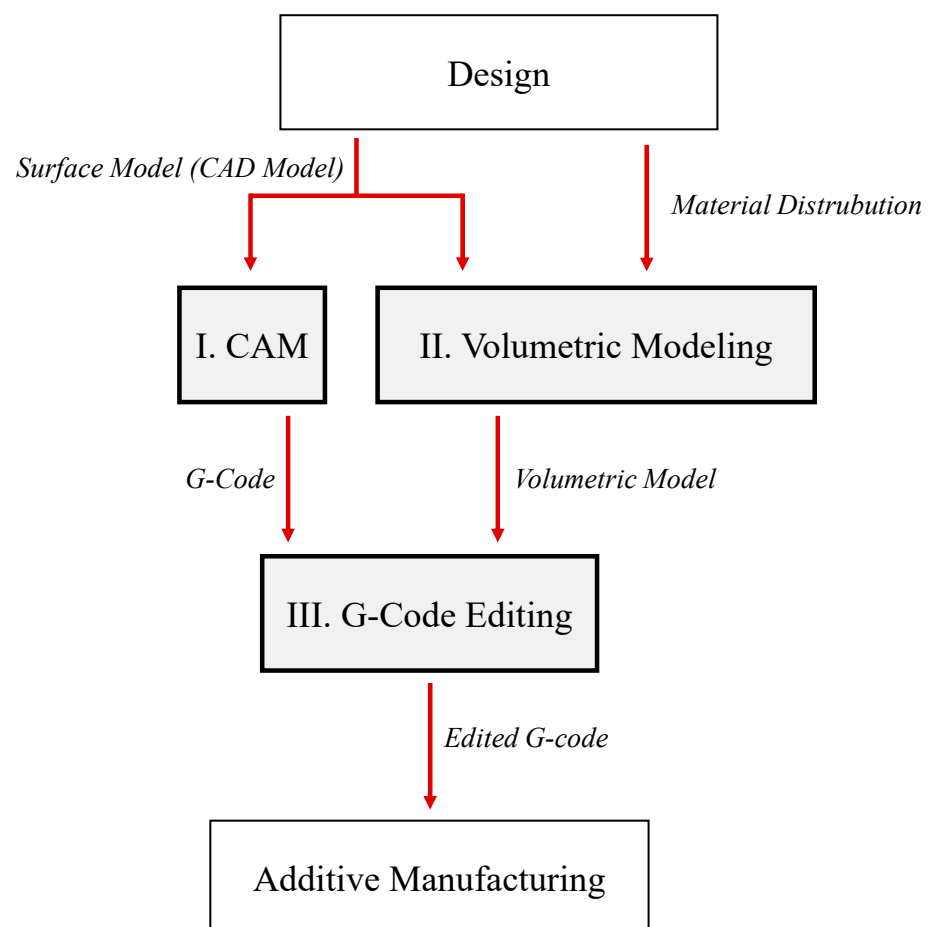 Design
Surface Model (CAD Model)
Material Distrubution
I. CAM
II. Volumetric Modeling
G-Code
Volumetric Model
III. G-Code Editing
Edited G-code
Additive Manufacturing